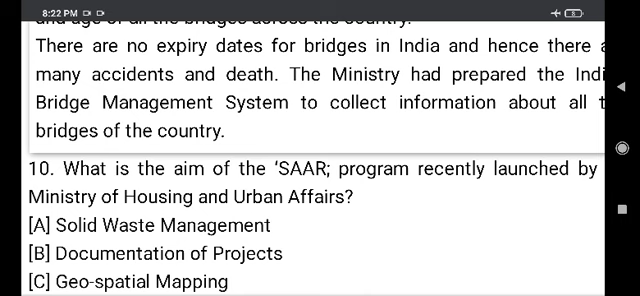 8:22 PM
There are no expiry dates for bridges in India and hence there
many accidents and death. The Ministry had prepared the Indi
Bridge Management System to collect information about all t
bridges of the country.
10. What is the aim of the ‘SAAR; program recently launched by
Ministry of Housing and Urban Affairs?
[A] Solid Waste Management
[B] Documentation of Projects
[C] Geo-spatial Mapping